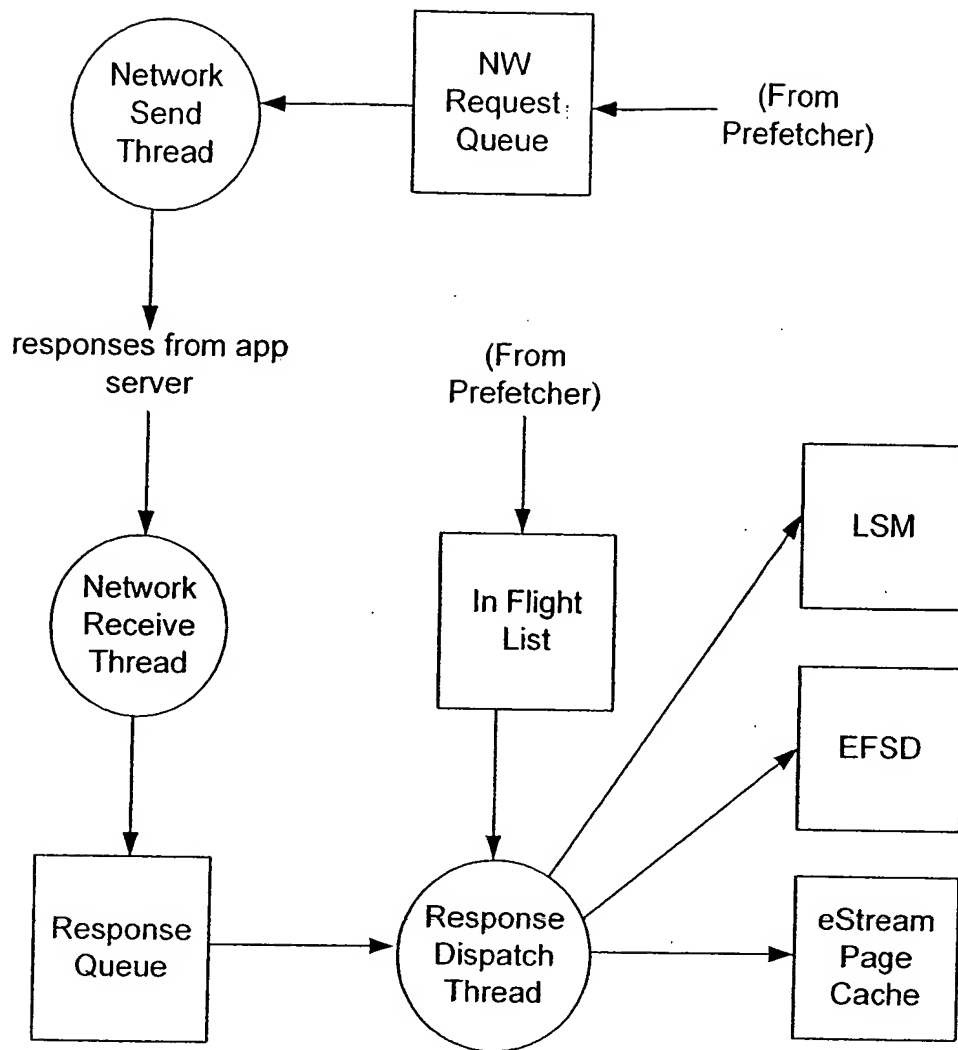 Network
Send
Thread
NW
Request
Queue
(From
Prefetcher)
responses from app
server
(From
Prefetcher)
Network
Receive
Thread
In Flight
List
LSM
EFSD
Response
Queue
Response
Dispatch
Thread
eStream
Page
Cache